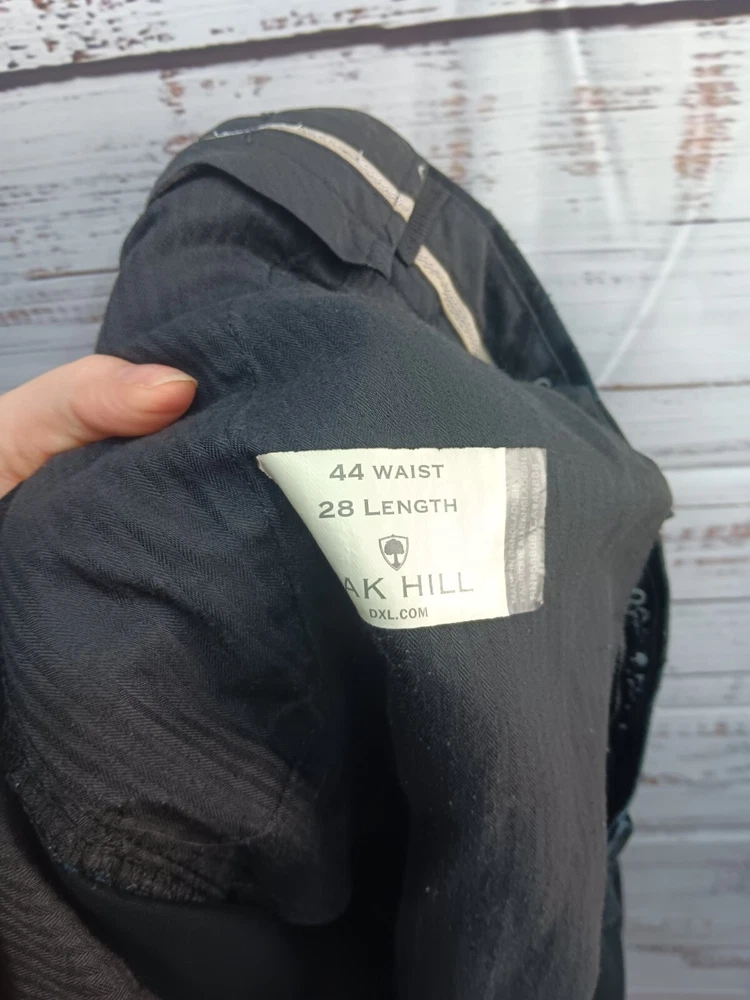 44 WAIST
28 LENGTH
AK HILL
DXL.COM